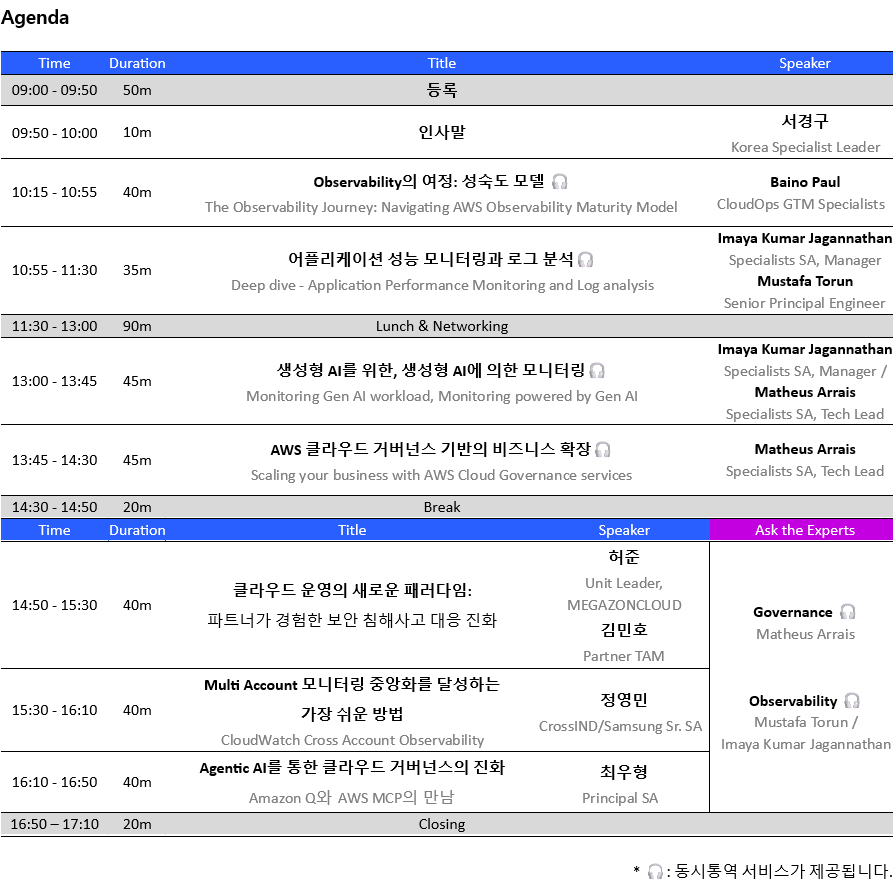 Agenda
Time Duration Title Speaker
09:00 - 09:50 50m 등록
09:50 - 10:00 10m 인사말 서경구
Korea Specialist Leader
10:15 - 10:55 40m Observability의 여정: 성숙도 모델 🎧 Baino Paul
The Observability Journey: Navigating AWS Observability Maturity Model CloudOps GTM Specialists
10:55 - 11:30 35m 어플리케이션 성능 모니터링과 로그 분석 🎧 Imaya Kumar Jagannathan
Specialists SA, Manager
Deep dive - Application Performance Monitoring and Log analysis Mustafa Torun
Senior Principal Engineer
11:30 - 13:00 90m Lunch & Networking
13:00 - 13:45 45m 생성형 AI를 위한, 생성형 AI에 의한 모니터링 🎧 Imaya Kumar Jagannathan
Specialists SA, Manager /
Monitoring Gen AI workload, Monitoring powered by Gen AI Matheus Arrais
Specialists SA, Tech Lead
13:45 - 14:30 45m AWS 클라우드 거버넌스 기반의 비즈니스 확장 🎧 Matheus Arrais
Scaling your business with AWS Cloud Governance services Specialists SA, Tech Lead
14:30 - 14:50 20m Break
Time Duration Title Speaker Ask the Experts
14:50 - 15:30 40m 클라우드 운영의 새로운 패러다임:
파트너가 경험한 보안 침해사고 대응 진화
허준
Unit Leader,
MEGAZONCLOUD
김민호
Partner TAM
Governance 🎧
Matheus Arrais
15:30 - 16:10 40m Multi Account 모니터링 중앙화를 달성하는
가장 쉬운 방법
CloudWatch Cross Account Observability
정영민
CrossIND/Samsung Sr. SA
Observability 🎧
Mustafa Torun /
Imaya Kumar Jagannathan
16:10 - 16:50 40m Agentic AI를 통한 클라우드 거버넌스의 진화
Amazon Q와 AWS MCP의 만남
최우형
Principal SA
16:50 – 17:10 20m Closing
* 🎧 : 동시통역 서비스가 제공됩니다.